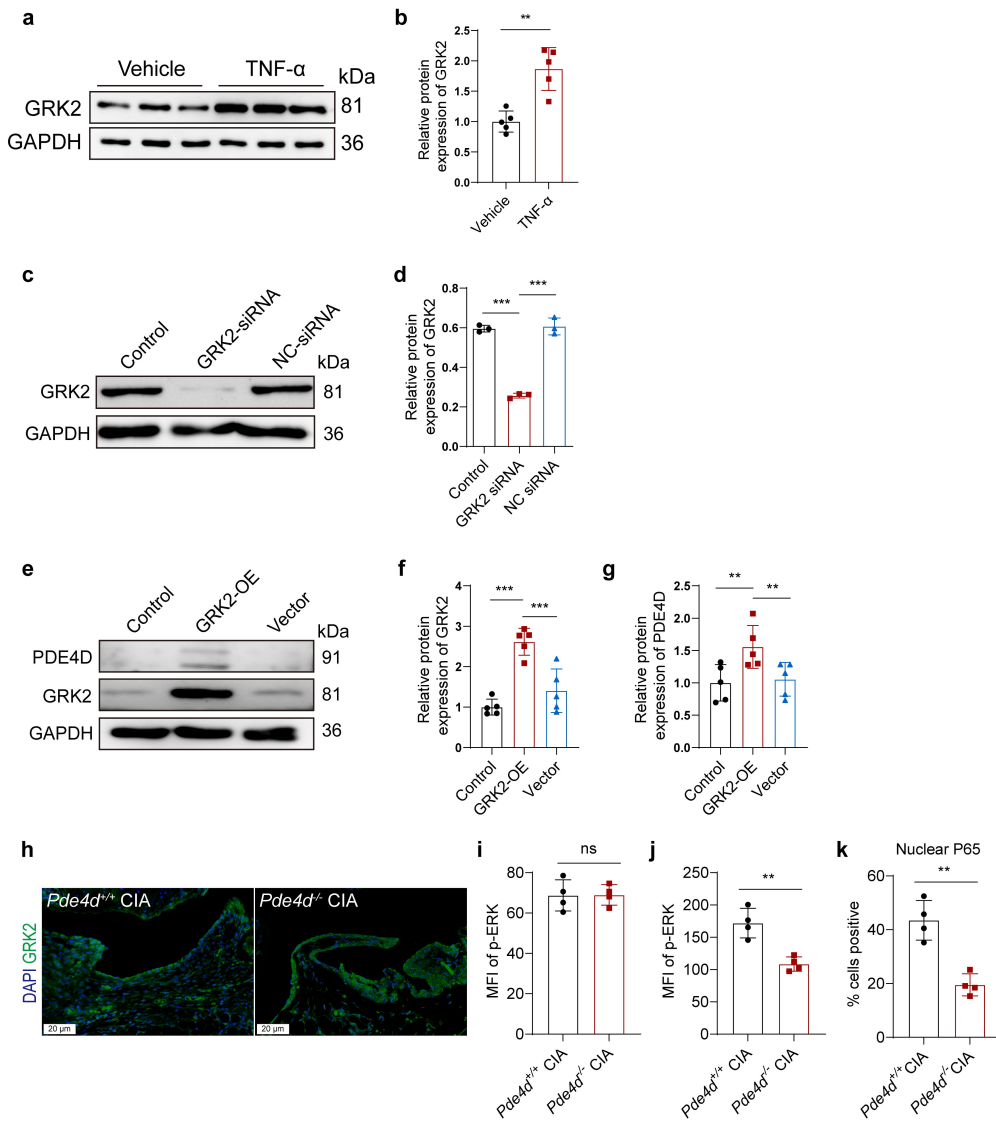 a
Vehicle TNF-α kDa
GRK2 81
GAPDH 36
b
**
Relative protein
expression of GRK2
2.5
2.0
1.5
1.0
0.5
0.0
Vehicle
TNF-α
c
Control GRK2-siRNA NC-siRNA kDa
GRK2 81
GAPDH 36
d
*** ***
Relative protein
expression of GRK2
0.8
0.6
0.4
0.2
0.0
Control
GRK2 siRNA
NC siRNA
e
Control GRK2-OE Vector kDa
PDE4D 91
GRK2 81
GAPDH 36
f
*** ***
Relative protein
expression of GRK2
4
3
2
1
0
Control
GRK2-OE
Vector
g
** **
Relative protein
expression of PDE4D
2.5
2.0
1.5
1.0
0.5
0.0
Control
GRK2-OE
Vector
h
DAPI GRK2
Pde4d+/+ CIA
20 µm
Pde4d-/- CIA
20 µm
i
ns
MFI of p-ERK
80
60
40
20
0
Pde4d+/+ CIA
Pde4d-/- CIA
j
**
MFI of p-ERK
250
200
150
100
50
0
Pde4d+/+ CIA
Pde4d-/- CIA
k
Nuclear P65
**
% cells positive
60
40
20
0
Pde4d+/+ CIA
Pde4d-/-CIA